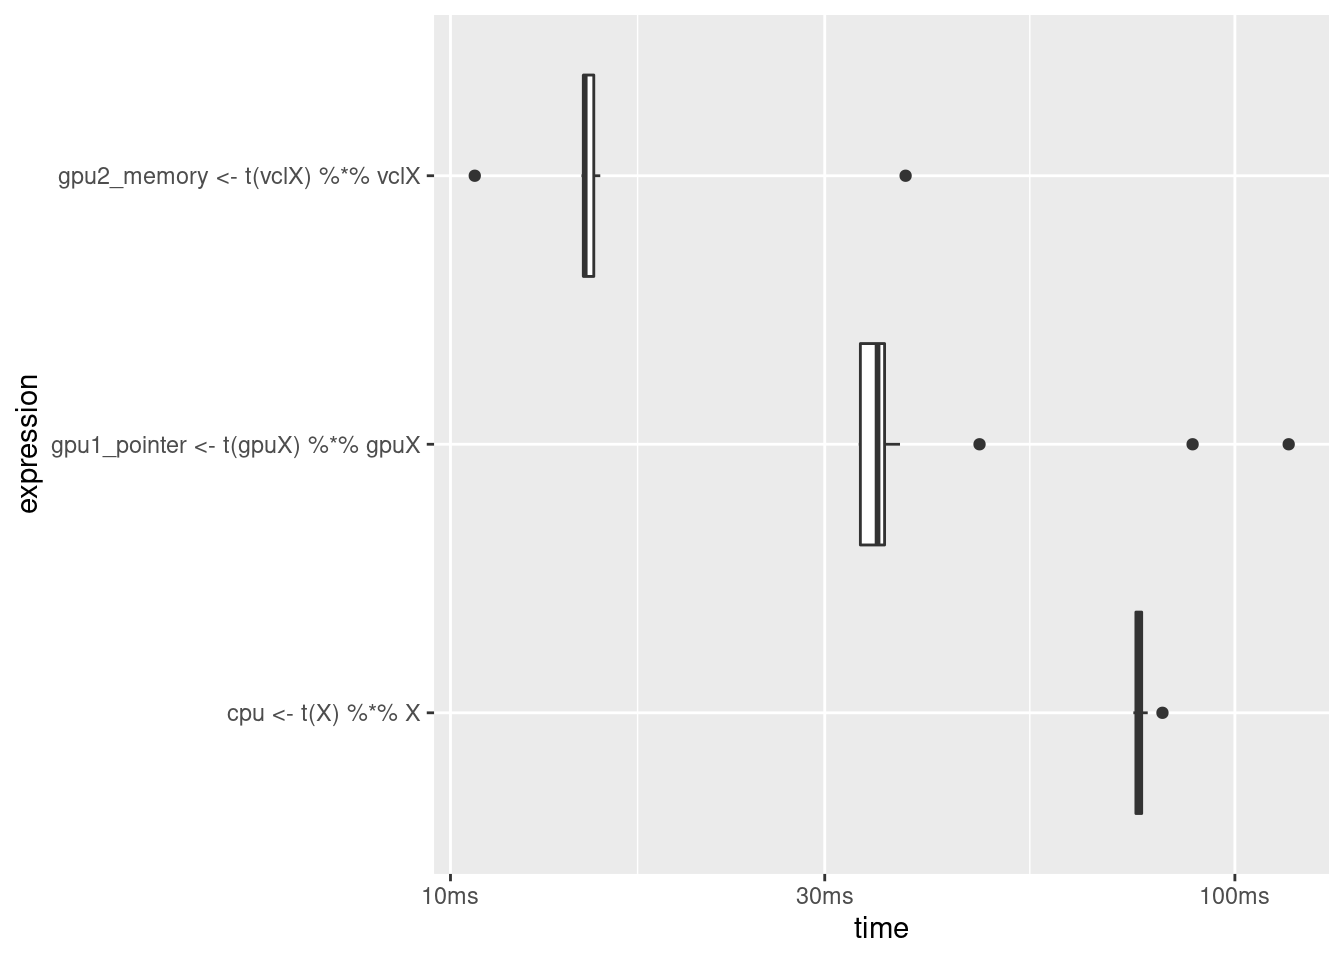 gpu2_memory <- t(vclX) %*% vclX
gpu1_pointer <- t(gpuX) %*% gpuX
cpu <- t(X) %*% X
expression
10ms
30ms
100ms
time